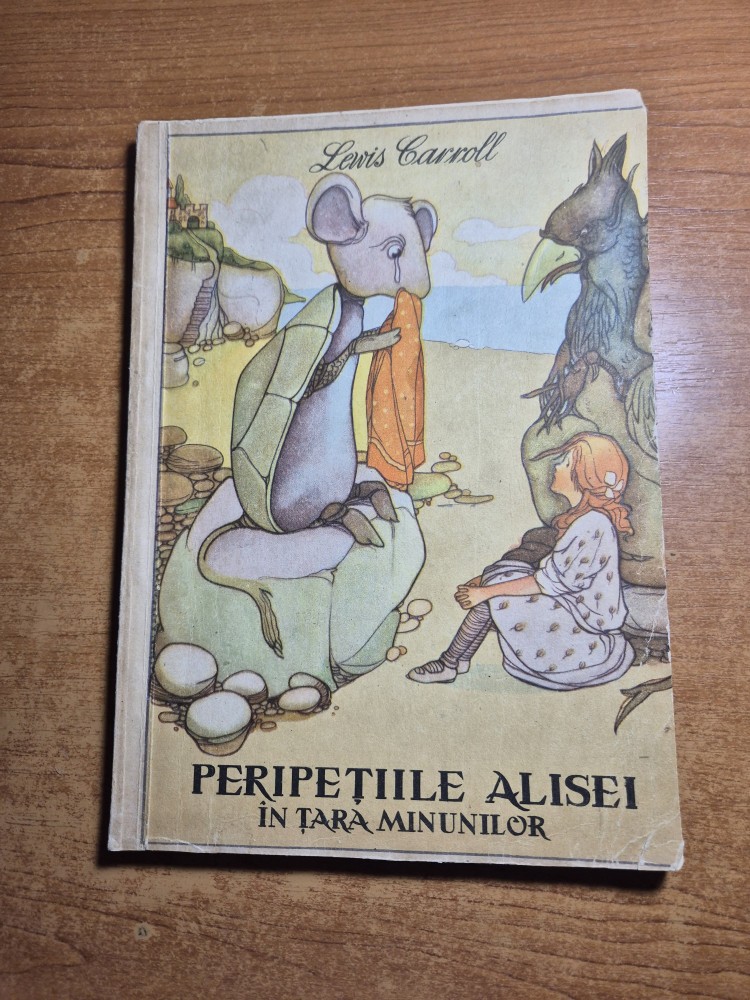 Lewis Carroll
PERIPEȚIILE ALISEI
ÎN ȚARA MINUNILOR